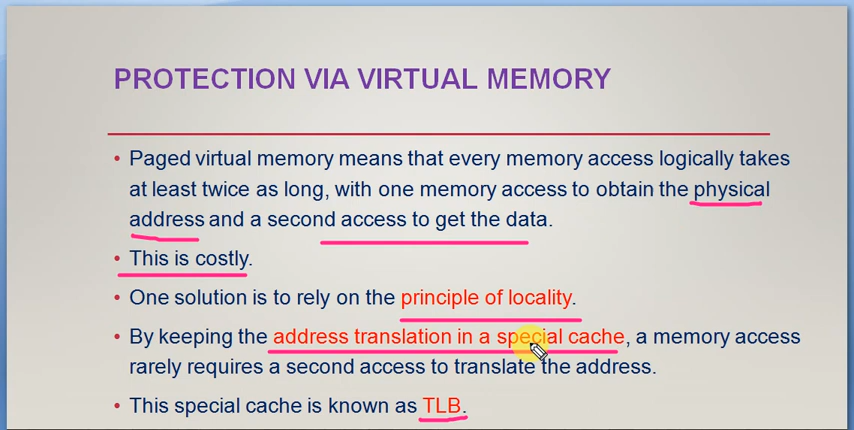 PROTECTION VIA VIRTUAL MEMORY
• Paged virtual memory means that every memory access logically takes
at least twice as long, with one memory access to obtain the physical
address and a second access to get the data.
• This is costly.
• One solution is to rely on the principle of locality.
• By keeping the address translation in a special cache, a memory access
rarely requires a second access to translate the address.
• This special cache is known as TLB.